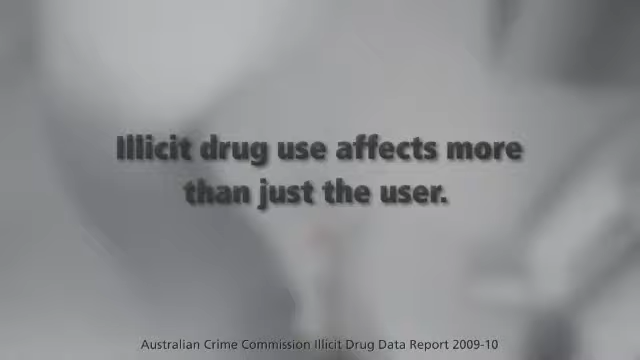 Illicit drug use affects more
than just the user.
Australian Crime Commission Illicit Drug Data Report 2009-10